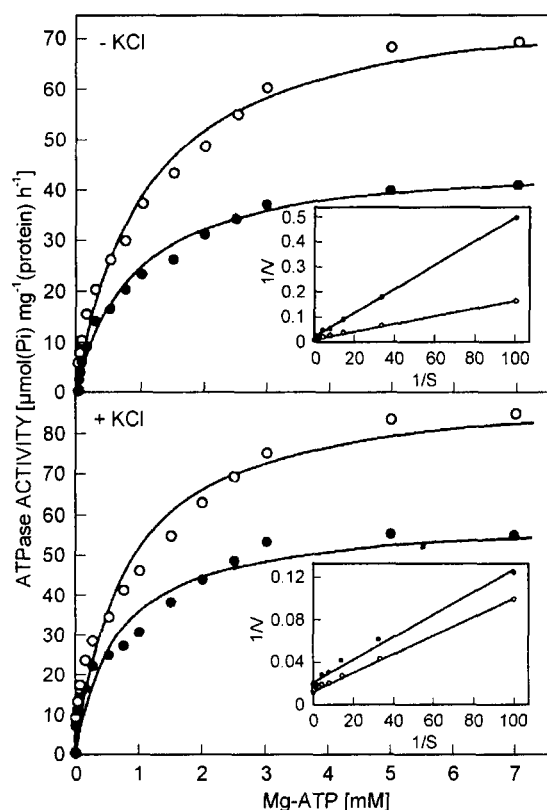 - KCl
70
60
50
40
30
20
10
0
0.5
0.4
0.3
0.2
0.1
0
1/V
0 20 40 60 80 100
1/S
+ KCl
80
70
60
50
40
30
20
10
0
0.12
0.08
0.04
0.00
1/V
0 20 40 60 80 100
1/S
0 1 2 3 4 5 6 7
Mg-ATP [mM]
ATPase ACTIVITY [µmol(Pi) mg⁻¹(protein) h⁻¹]